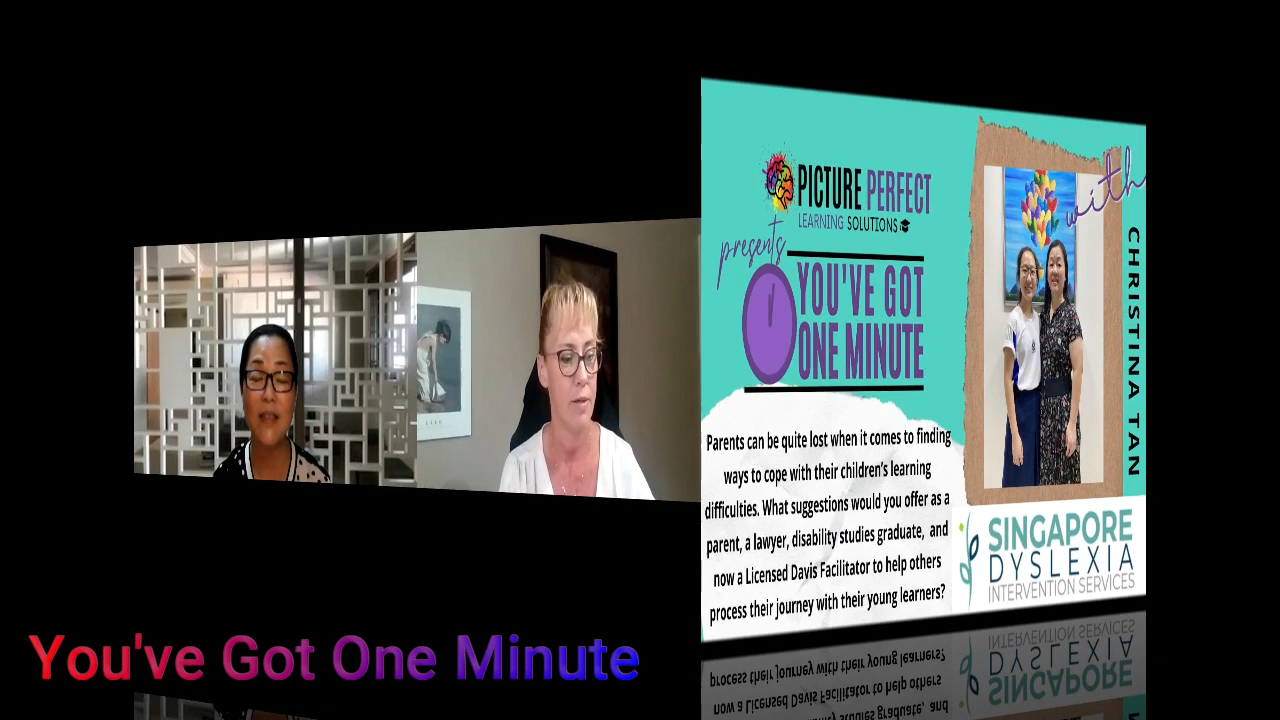 PICTURE PERFECT
LEARNING SOLUTIONS
presents
YOU'VE GOT
ONE MINUTE
with
CHRISTINA TAN
Parents can be quite lost when it comes to finding
ways to cope with their children's learning
difficulties. What suggestions would you offer as a
parent, a lawyer, disability studies graduate, and
now a Licensed Davis Facilitator to help others
process their journey with their young learners?
SINGAPORE
DYSLEXIA
INTERVENTION SERVICES
You've Got One Minute